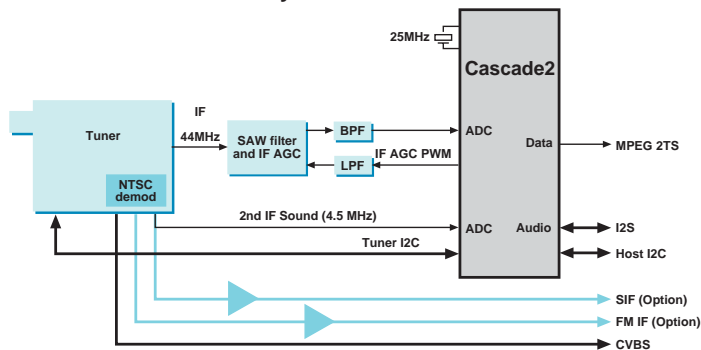 25MHz
Cascade2
IF
44MHz
Tuner
NTSC
demod
SAW filter
and IF AGC
BPF
LPF
IF AGC PWM
ADC
Data
MPEG 2TS
2nd IF Sound (4.5 MHz)
ADC
Audio
I2S
Tuner I2C
Host I2C
SIF (Option)
FM IF (Option)
CVBS